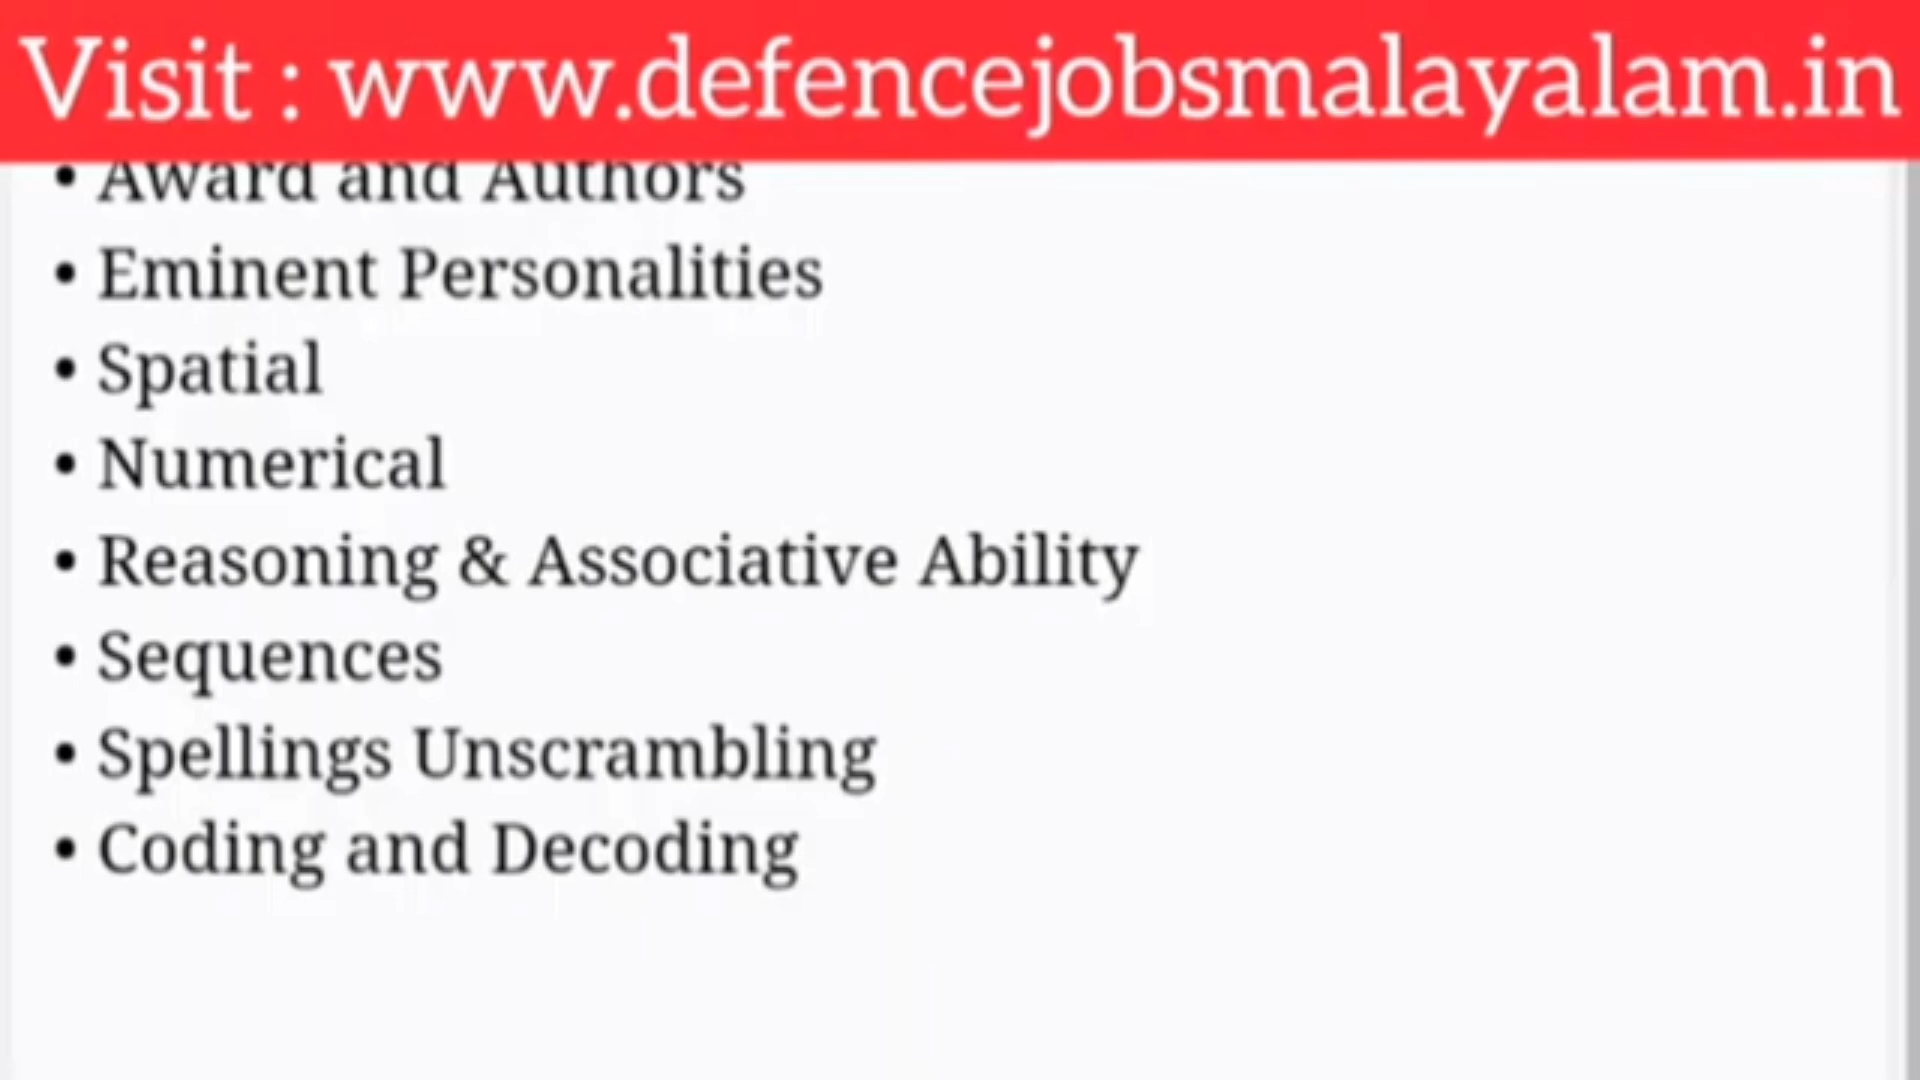 Visit : www.defencejobsmalayalam.in
• Award and Authors
• Eminent Personalities
• Spatial
• Numerical
• Reasoning & Associative Ability
• Sequences
• Spellings Unscrambling
• Coding and Decoding